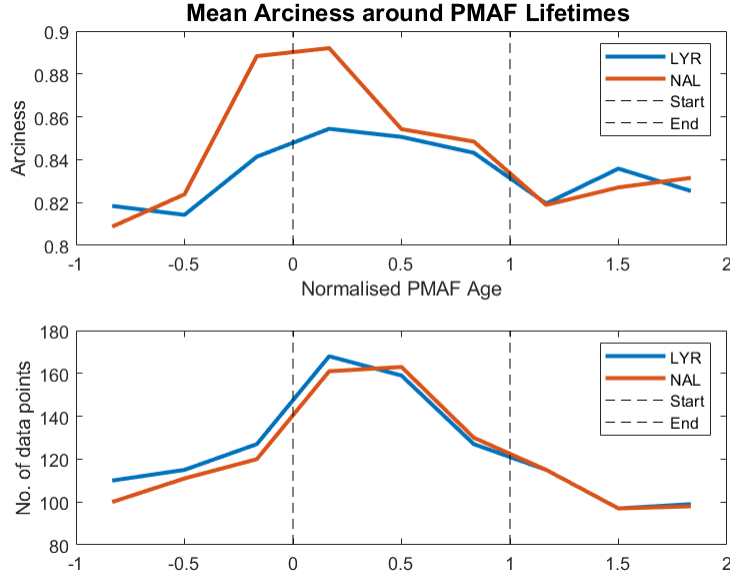 Mean Arciness around PMAF Lifetimes
0.9
0.88
0.86
0.84
0.82
0.8
Arciness
LYR
NAL
Start
End
-1 -0.5 0 0.5 1 1.5 2
Normalised PMAF Age
180
160
140
120
100
80
No. of data points
LYR
NAL
Start
End
-1 -0.5 0 0.5 1 1.5 2